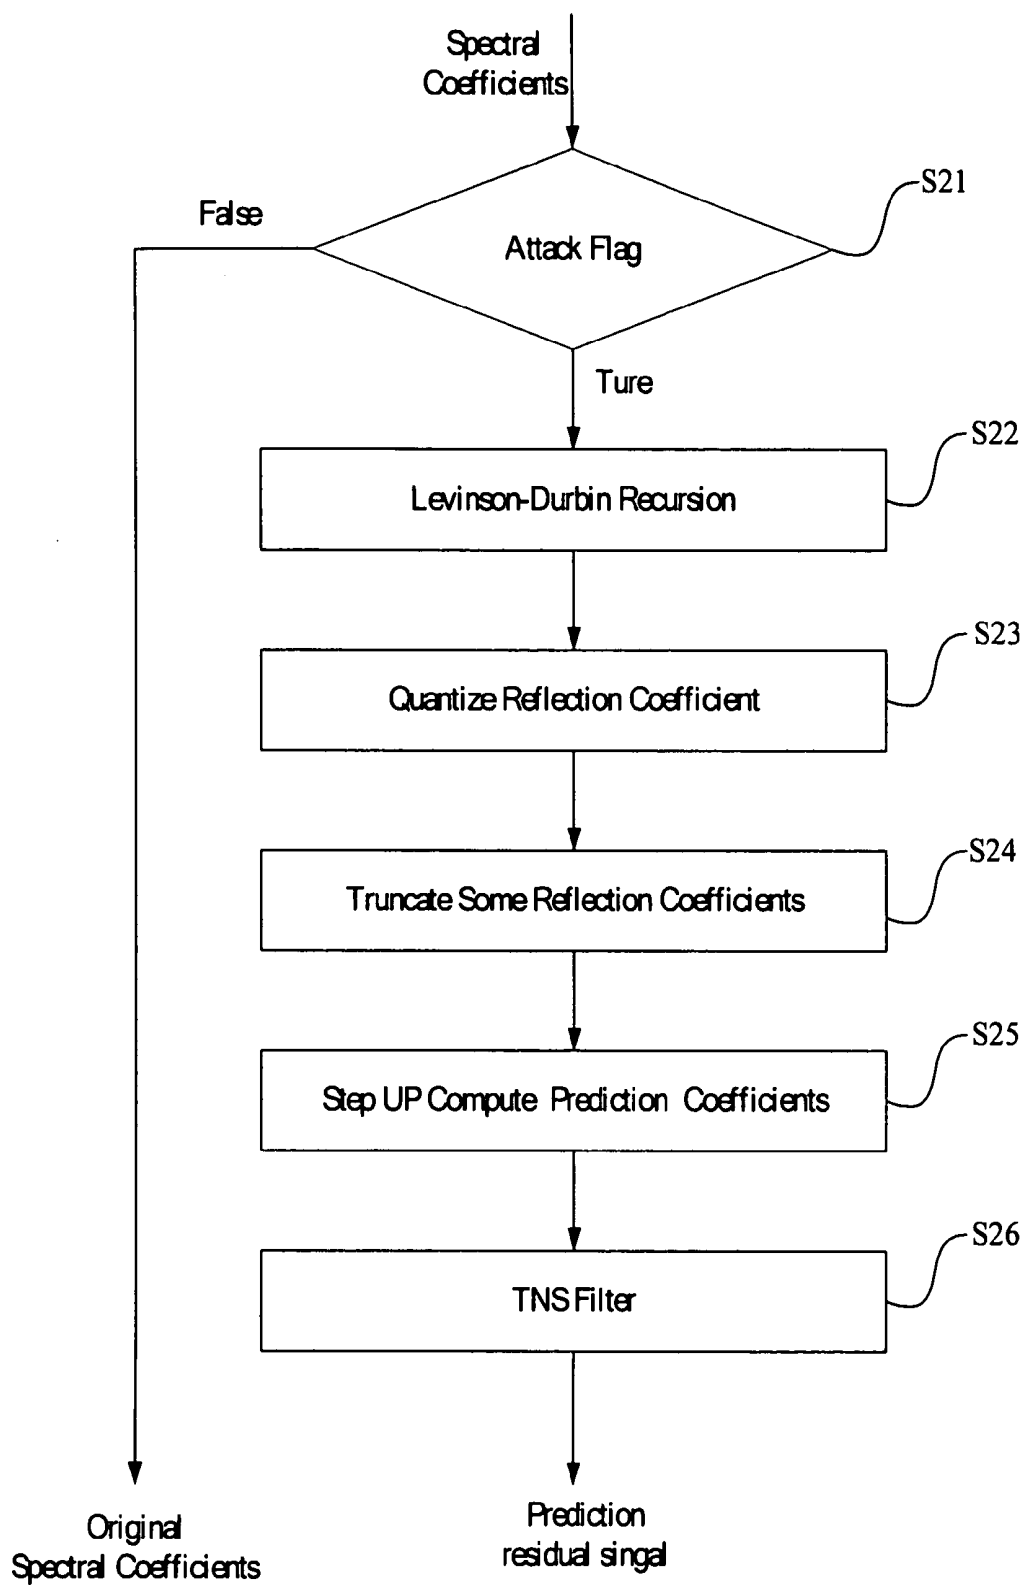 Spectral
Coefficients
S21
False
Attack Flag
Ture
S22
Levinson-Durbin Recursion
S23
Quantize Reflection Coefficient
S24
Truncate Some Reflection Coefficients
S25
Step UP Compute Prediction Coefficients
S26
TNS Filter
Original
Spectral Coefficients
Prediction
residual singal